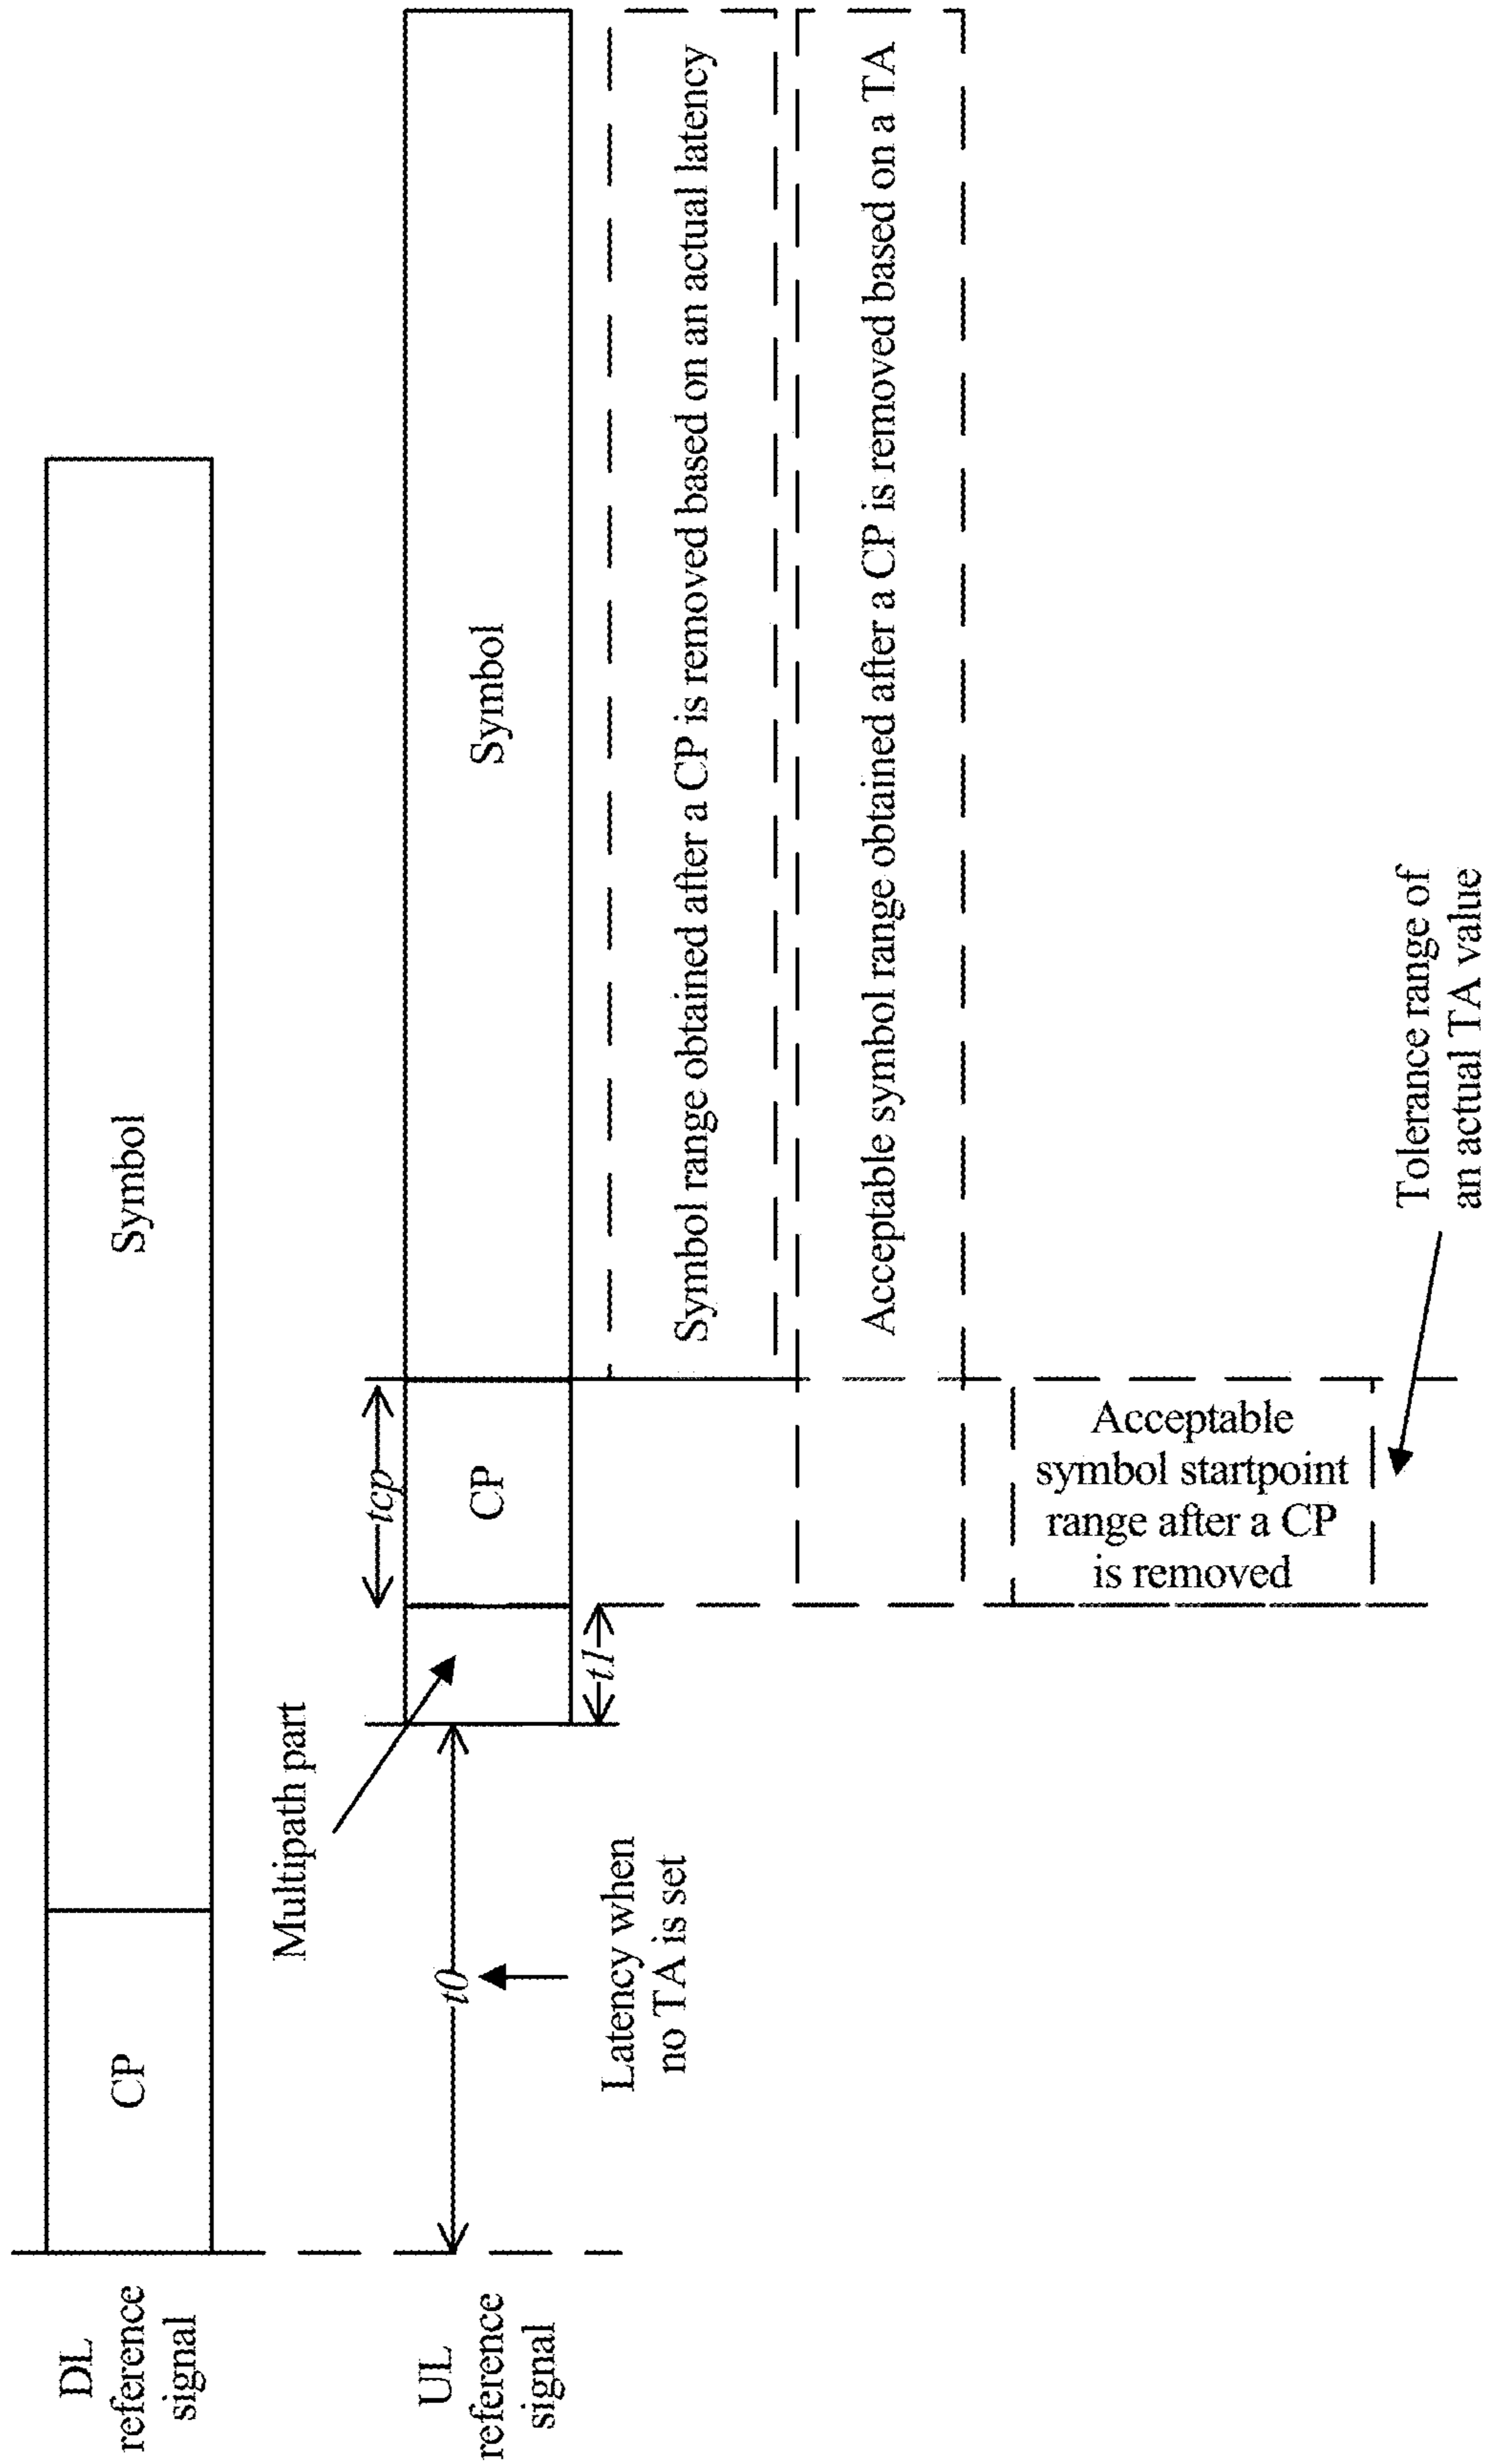 DL
reference
signal
CP
Symbol
UL
reference
signal
Multipath part
t0
Latency when
no TA is set
t1
tcp
CP
Symbol
Symbol range obtained after a CP is removed based on an actual latency
Acceptable symbol range obtained after a CP is removed based on a TA
Acceptable
symbol startpoint
range after a CP
is removed
Tolerance range of
an actual TA value